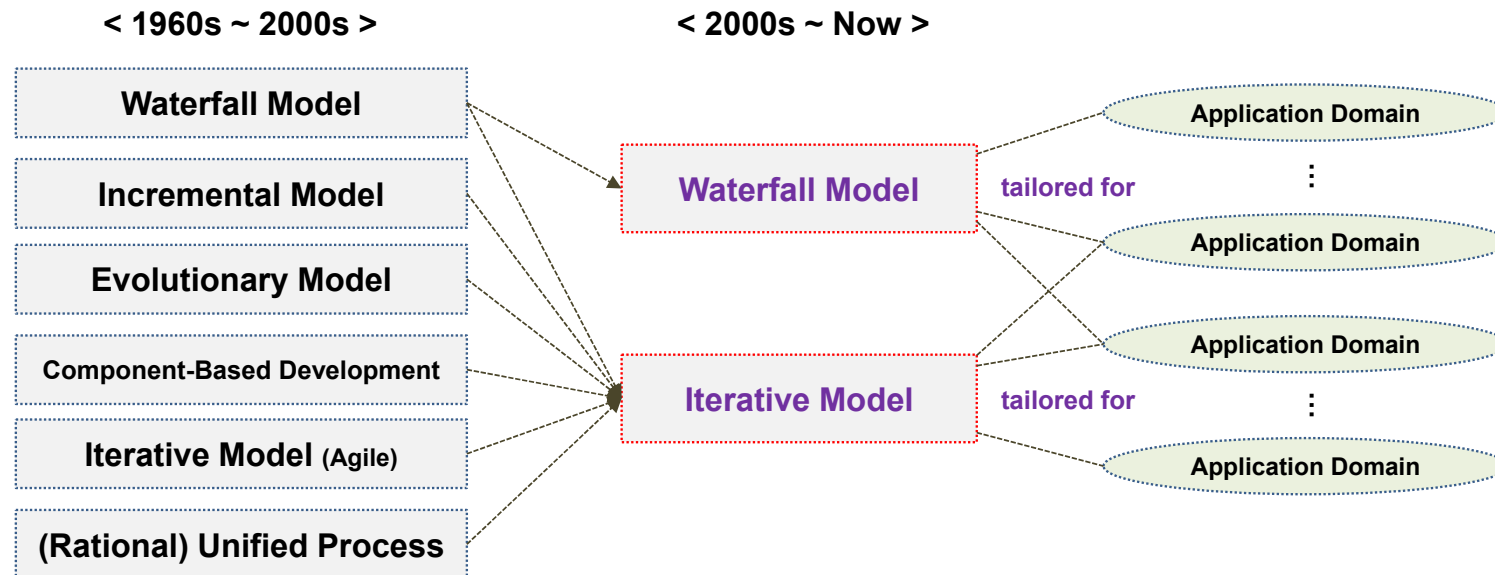 < 1960s ~ 2000s >
< 2000s ~ Now >
Waterfall Model
Incremental Model
Evolutionary Model
Component-Based Development
Iterative Model (Agile)
(Rational) Unified Process
Waterfall Model
Iterative Model
tailored for
tailored for
Application Domain
⋮
Application Domain
Application Domain
⋮
Application Domain